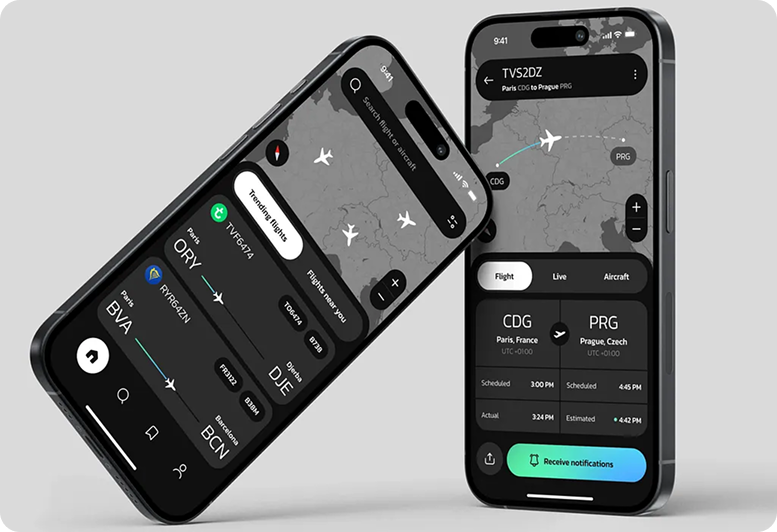 9:41
Search flight or aircraft
Trending flights
Flights near you
TVF6474
Paris
ORY
TO6474
B738
Djerba
DJE
RYR64ZN
Paris
BVA
FR3122
B38M
Barcelona
BCN
9:41
TVS2DZ
Paris CDG to Prague PRG
CDG
PRG
Flight
Live
Aircraft
CDG
PRG
Paris, France
Prague, Czech
UTC +01:00
UTC +01:00
Scheduled 3:00 PM
Scheduled 4:45 PM
Actual 3:24 PM
Estimated 4:42 PM
Receive notifications